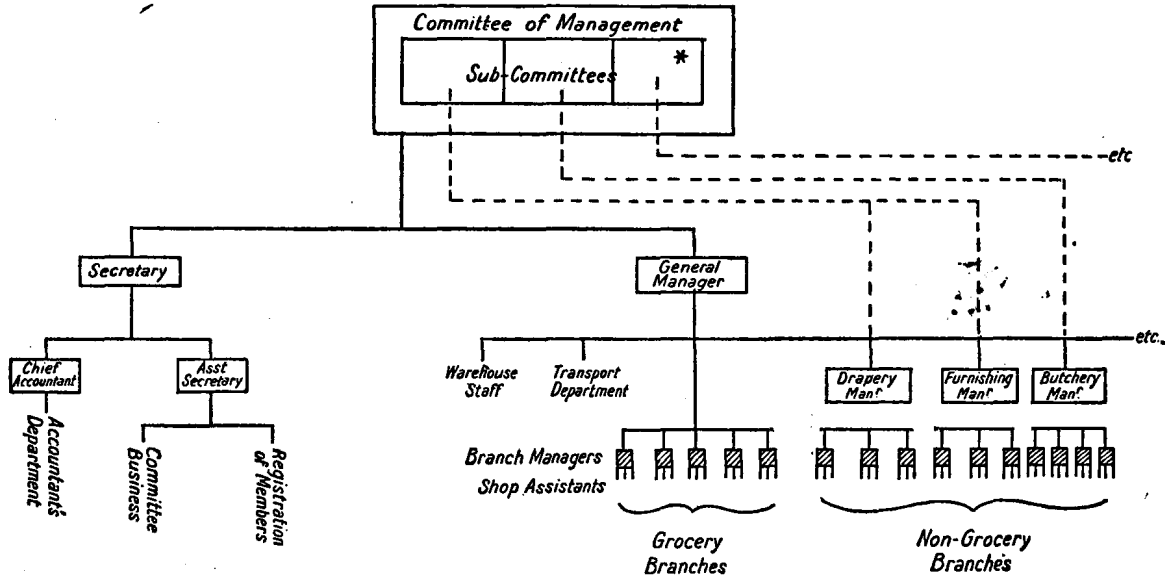 Committee of Management
*
Sub-Committees
etc
Secretary
General
Manager
etc.
Chief
Accountant
Asst
Secretary
Warehouse
Staff
Transport
Department
Drapery
Manr
Furnishing
Manr
Butchery
Manr
Accountant's
Department
Committee
Business
Registration
of Members
Branch Managers
Shop Assistants
Grocery
Branches
Non-Grocery
Branches